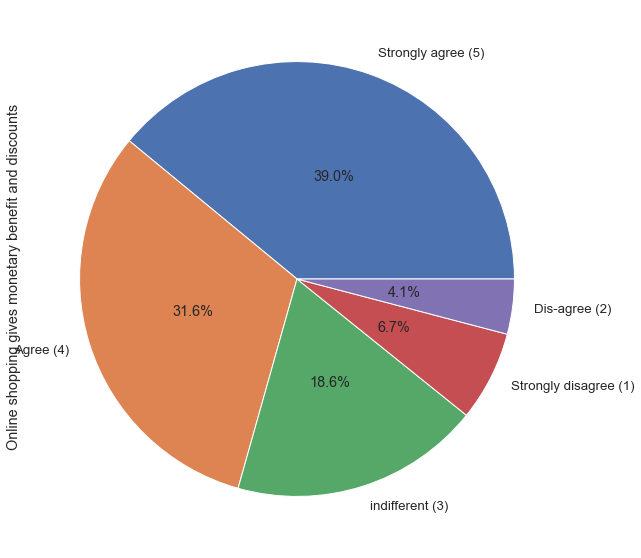 Online shopping gives monetary benefit and discounts
Strongly agree (5)
39.0%
Agree (4)
31.6%
indifferent (3)
18.6%
Strongly disagree (1)
6.7%
Dis-agree (2)
4.1%